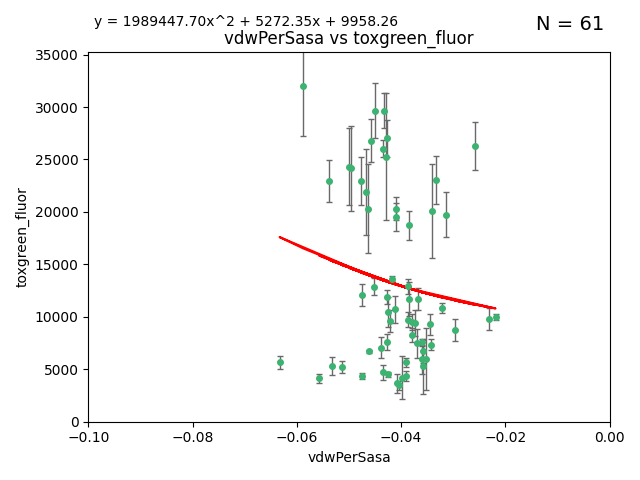 y = 1989447.70x^2 + 5272.35x + 9958.26
N = 61
vdwPerSasa vs toxgreen_fluor
35000
30000
25000
20000
15000
10000
5000
0
toxgreen_fluor
−0.10 −0.08 −0.06 −0.04 −0.02 0.00
vdwPerSasa